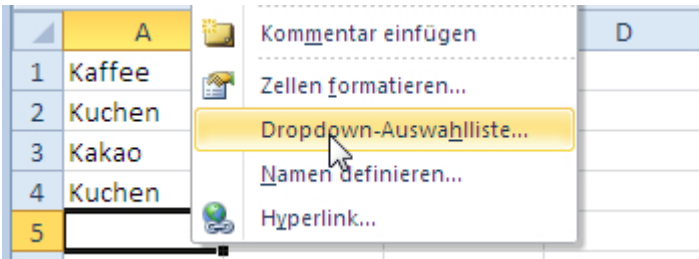 A
D
1 Kaffee
2 Kuchen
3 Kakao
4 Kuchen
5
Kommentar einfügen
Zellen formatieren...
Dropdown-Auswahlliste...
Namen definieren...
Hyperlink...